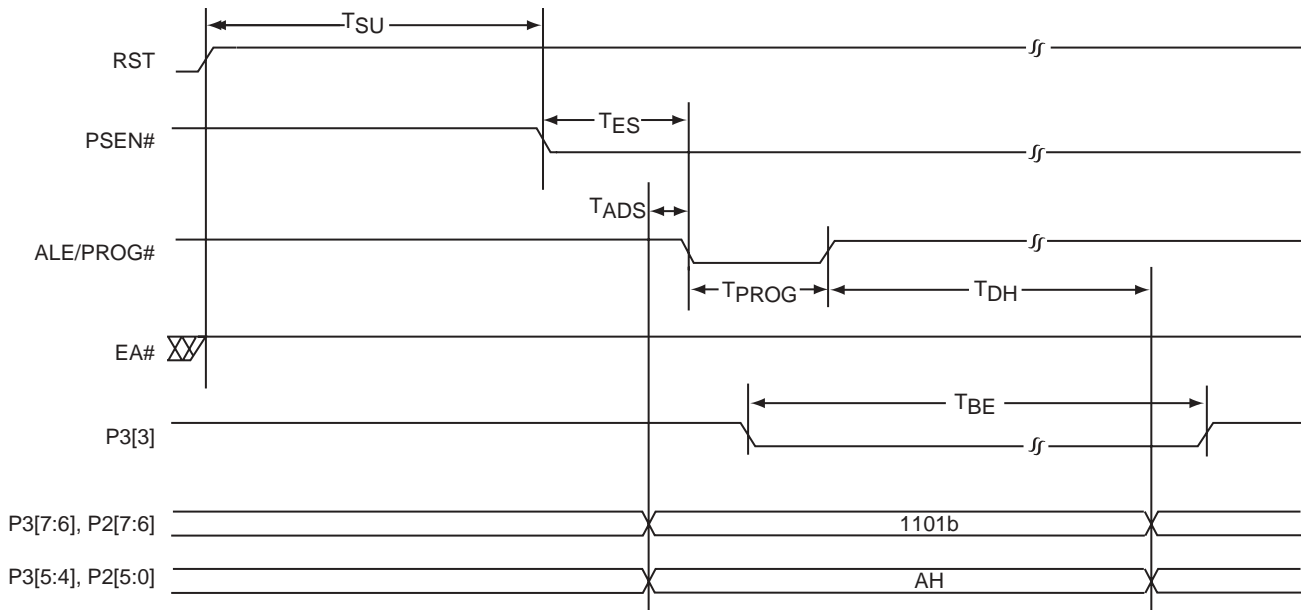 TSU
RST
TES
PSEN#
TADS
ALE/PROG#
TPROG
TDH
EA#
TBE
P3[3]
P3[7:6], P2[7:6]
1101b
P3[5:4], P2[5:0]
AH